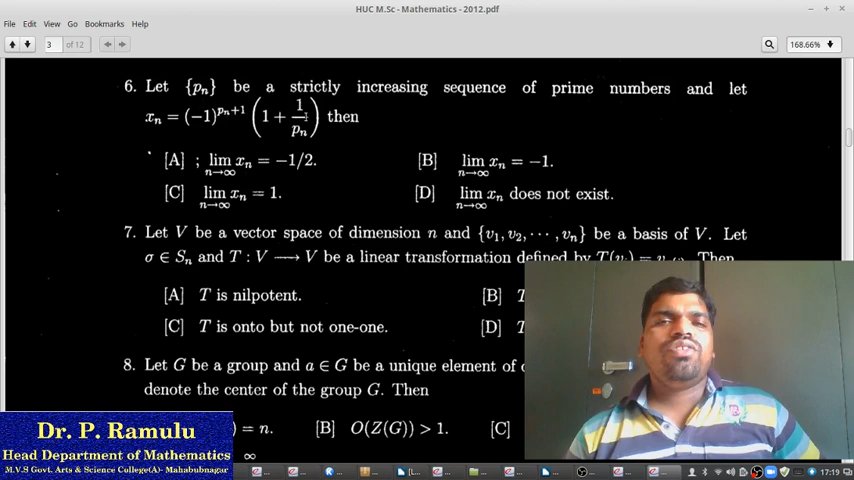 HUC M.Sc - Mathematics - 2012.pdf
File Edit View Go Bookmarks Help
3 of 12
168.66%
6. Let {pₙ} be a strictly increasing sequence of prime numbers and let
xₙ = (−1)^{pₙ+1} (1 + 1/pₙ) then
[A] ; lim_{n→∞} xₙ = −1/2. [B] lim_{n→∞} xₙ = −1.
[C] lim_{n→∞} xₙ = 1. [D] lim_{n→∞} xₙ does not exist.
7. Let V be a vector space of dimension n and {v₁, v₂, ⋯ , vₙ} be a basis of V. Let
σ ∈ Sₙ and T : V ⟶ V be a linear transformation defined by Then
[A] T is nilpotent. [B] T
[C] T is onto but not one-one. [D] T
8. Let G be a group and a ∈ G be a unique element of
denote the center of the group G. Then
) = n. [B] O(Z(G)) > 1. [C]
∞
Dr. P. Ramulu
Head Department of Mathematics
M.V.S Govt. Arts & Science College(A)- Mahabubnagar
17:19